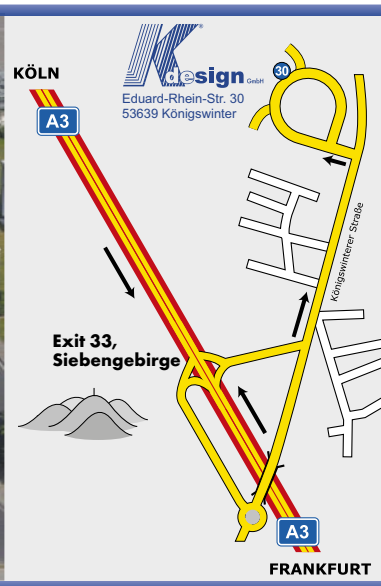 K design GmbH
Eduard-Rhein-Str. 30
53639 Königswinter
30
KÖLN
A3
Königswinterer Straße
Exit 33,
Siebengebirge
A3
FRANKFURT